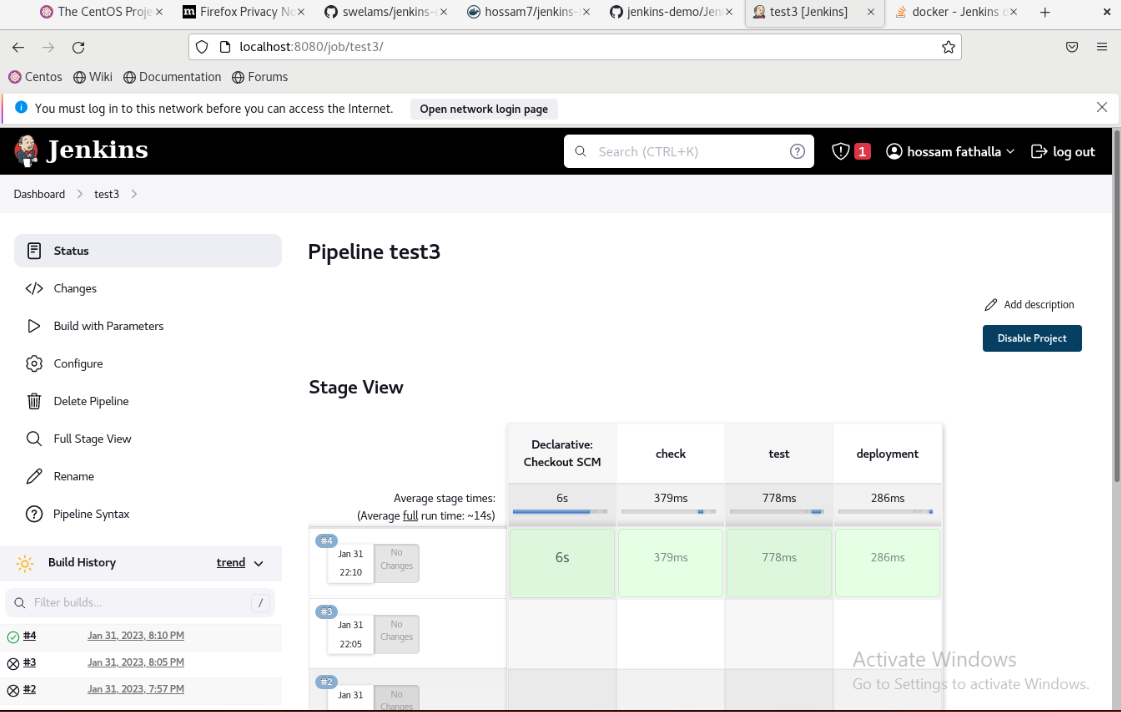 The CentOS Proje
Firefox Privacy No
swelams/jenkins-c
hossam7/jenkins-
jenkins-demo/Jen
test3 [Jenkins]
docker - Jenkins c
localhost:8080/job/test3/
Centos Wiki Documentation Forums
You must log in to this network before you can access the Internet. Open network login page
Jenkins
Search (CTRL+K)
1
hossam fathalla
log out
Dashboard test3
Status
Changes
Build with Parameters
Configure
Delete Pipeline
Full Stage View
Rename
Pipeline Syntax
Build History trend
Filter builds... /
#4 Jan 31, 2023, 8:10 PM
#3 Jan 31, 2023, 8:05 PM
#2 Jan 31, 2023, 7:57 PM
Pipeline test3
Add description
Disable Project
Stage View
Declarative:
Checkout SCM
check
test
deployment
Average stage times:
(Average full run time: ~14s)
6s 379ms 778ms 286ms
#4
Jan 31
22:10
No
Changes
6s 379ms 778ms 286ms
#3
Jan 31
22:05
No
Changes
#2
Jan 31
No
Changes
Activate Windows
Go to Settings to activate Windows.